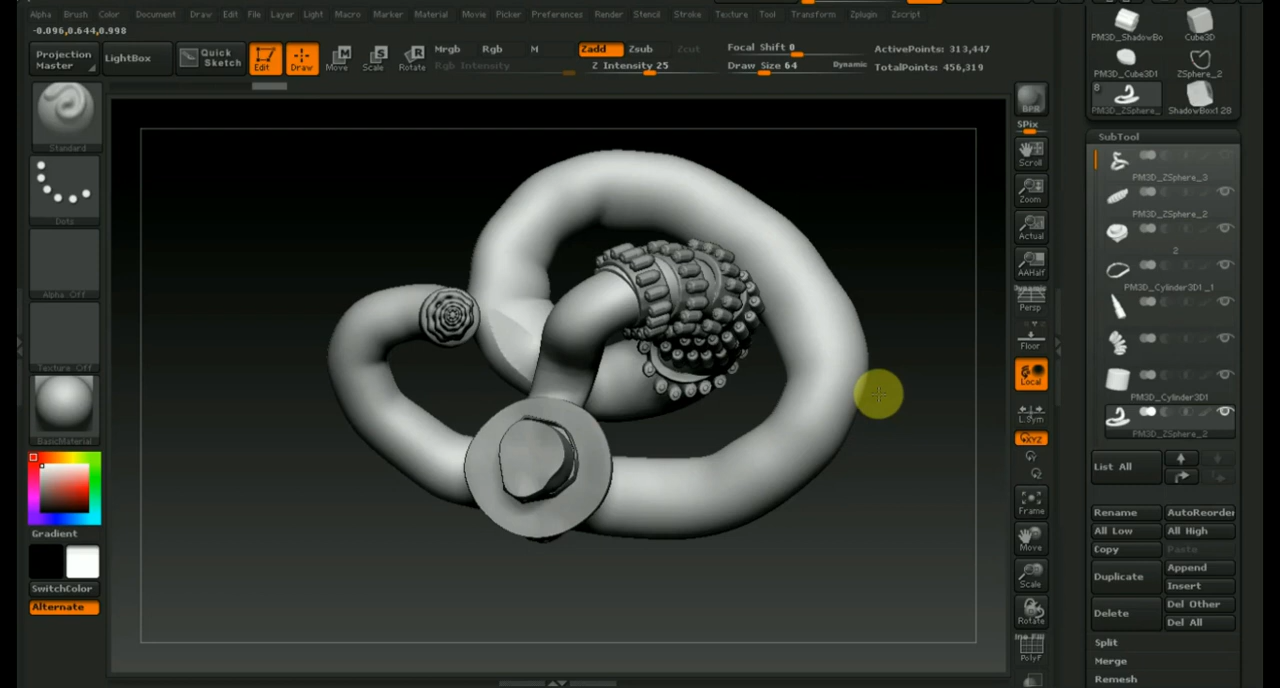 Alpha Brush Color Document Draw Edit File Layer Light Macro Marker Material Movie Picker Preferences Render Stencil Stroke Texture Tool Transform Zplugin Zscript
-0.096,0.644,0.998
Projection Master
LightBox
Quick Sketch
Edit
Draw
Move
Scale
Rotate
Mrgb Rgb M
Rgb Intensity
Zadd Zsub Zcut
Z Intensity 25
Focal Shift 0
Draw Size 64 Dynamic
ActivePoints: 313,447
TotalPoints: 456,319
Standard
Dots
Alpha Off
Texture Off
BasicMaterial
Gradient
SwitchColor
Alternate
BPR
SPix
Scroll
Zoom
Actual
AAHalf
Dynamic
Persp
Floor
Local
L.Sym
XYZ
Frame
Move
Scale
Rotate
Line Fill
PolyF
PM3D_ShadowBo Cube3D
PM3D_Cube3D1 ZSphere_2
8
PM3D_ZSphere_ ShadowBox128
SubTool
PM3D_ZSphere_3
PM3D_ZSphere_2
2
PM3D_Cylinder3D1_1
PM3D_Cylinder3D1
PM3D_ZSphere_2
List All
Rename AutoReorder
All Low All High
Copy Paste
Duplicate Append
Insert
Delete Del Other
Del All
Split
Merge
Remesh